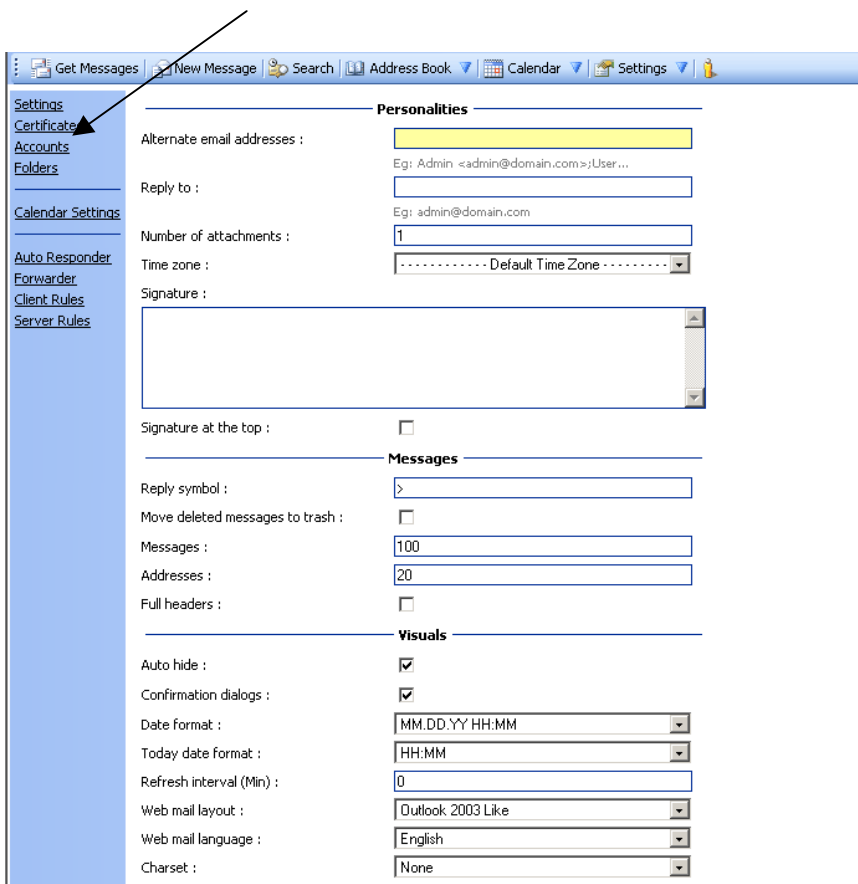 Get Messages New Message Search Address Book Calendar Settings
Settings
Certificates
Accounts
Folders
Calendar Settings
Auto Responder
Forwarder
Client Rules
Server Rules
Personalities
Alternate email addresses :
Eg: Admin <admin@domain.com>;User...
Reply to :
Eg: admin@domain.com
Number of attachments : 1
Time zone : - - - - - - - - - - - - Default Time Zone - - - - - - - - -
Signature :
Signature at the top :
Messages
Reply symbol : >
Move deleted messages to trash :
Messages : 100
Addresses : 20
Full headers :
Visuals
Auto hide :
Confirmation dialogs :
Date format : MM.DD.YY HH:MM
Today date format : HH:MM
Refresh interval (Min) : 0
Web mail layout : Outlook 2003 Like
Web mail language : English
Charset : None